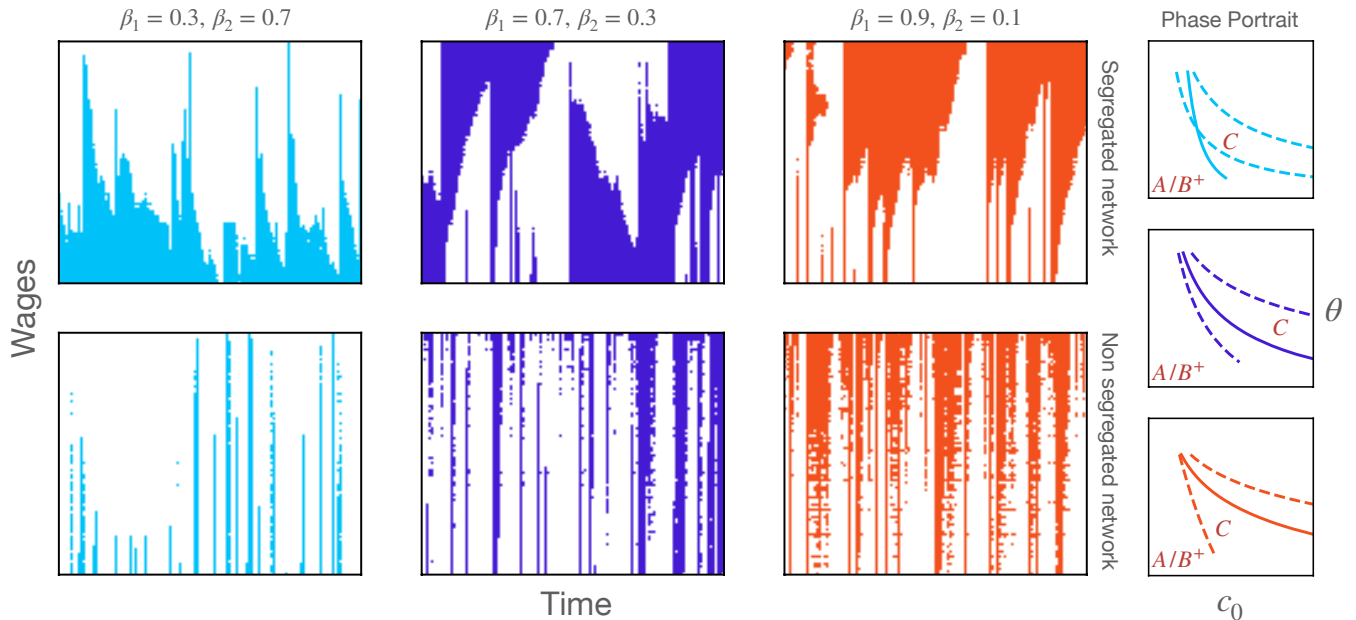 β₁ = 0.3, β₂ = 0.7
β₁ = 0.7, β₂ = 0.3
β₁ = 0.9, β₂ = 0.1
Phase Portrait
Wages
Segregated network
Non segregated network
C
A/B⁺
C
A/B⁺
θ
C
A/B⁺
Time
c₀